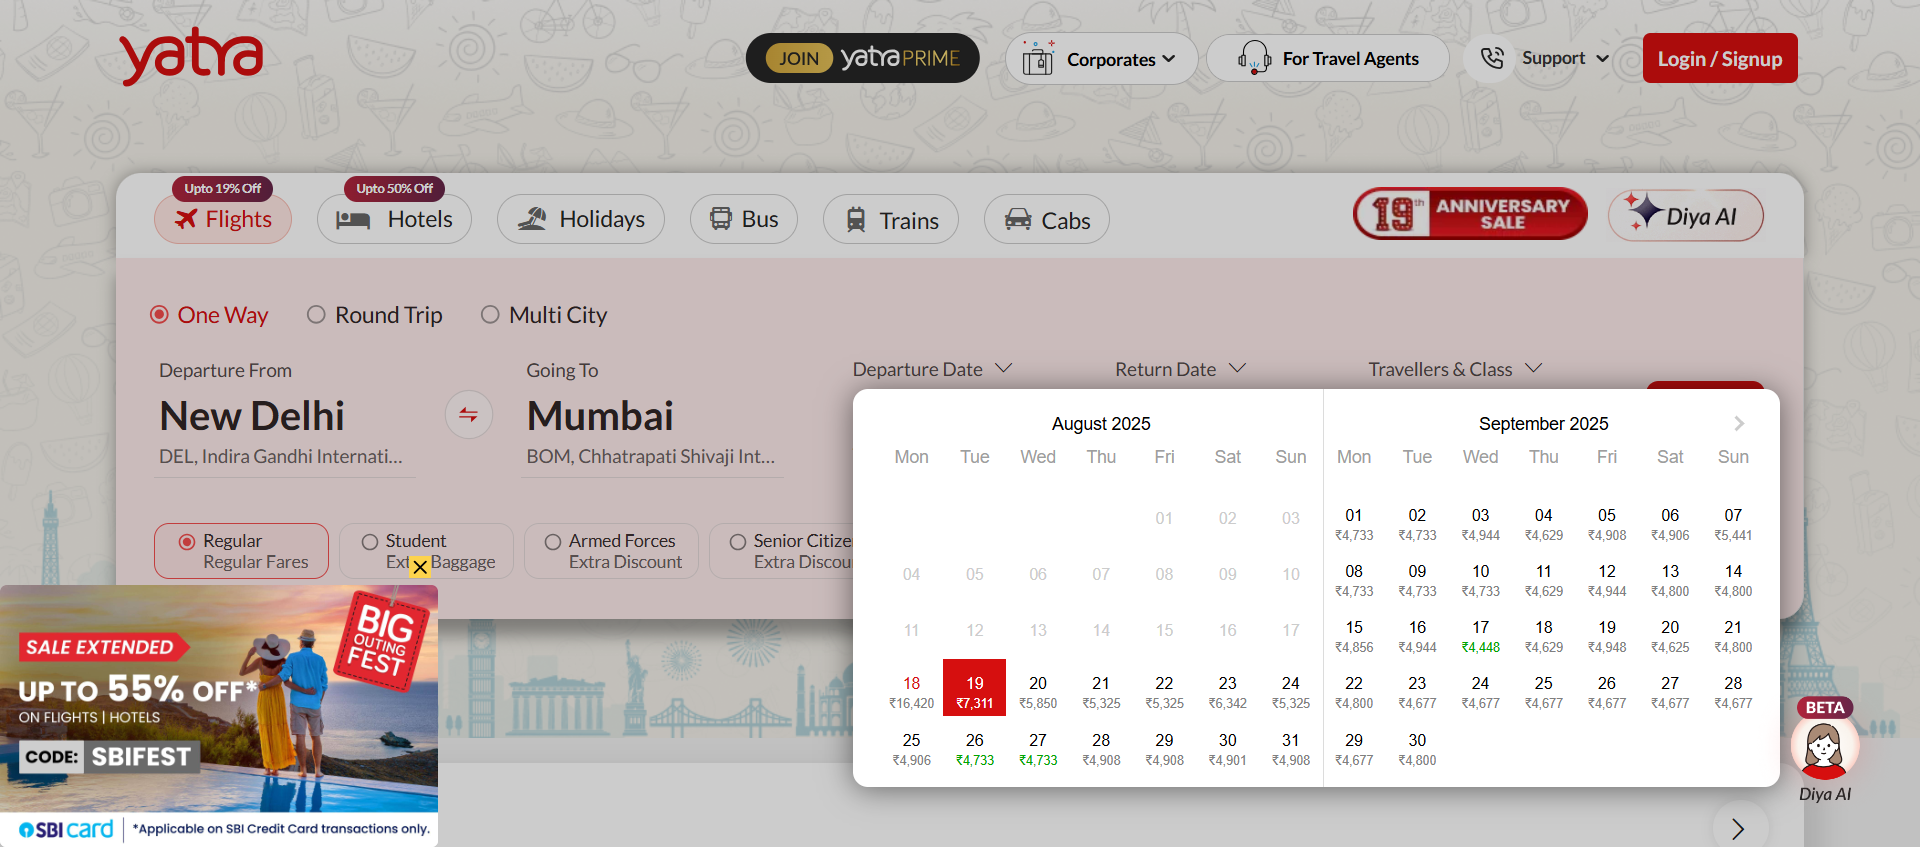 yatra
JOIN yatra PRIME
Corporates
For Travel Agents
Support
Login / Signup
Upto 19% Off
Upto 50% Off
Flights
Hotels
Holidays
Bus
Trains
Cabs
19th ANNIVERSARY SALE
Diya AI
One Way
Round Trip
Multi City
Departure From
New Delhi
DEL, Indira Gandhi Internati...
Going To
Mumbai
BOM, Chhatrapati Shivaji Int...
Departure Date
Return Date
Travellers & Class
Regular
Regular Fares
Student
Ext Baggage
Armed Forces
Extra Discount
Senior Citize
Extra Discou
August 2025
Mon Tue Wed Thu Fri Sat Sun
01 02 03
04 05 06 07 08 09 10
11 12 13 14 15 16 17
18 19 20 21 22 23 24
₹16,420 ₹7,311 ₹5,850 ₹5,325 ₹5,325 ₹6,342 ₹5,325
25 26 27 28 29 30 31
₹4,906 ₹4,733 ₹4,733 ₹4,908 ₹4,908 ₹4,901 ₹4,908
September 2025
Mon Tue Wed Thu Fri Sat Sun
01 02 03 04 05 06 07
₹4,733 ₹4,733 ₹4,944 ₹4,629 ₹4,908 ₹4,906 ₹5,441
08 09 10 11 12 13 14
₹4,733 ₹4,733 ₹4,733 ₹4,629 ₹4,944 ₹4,800 ₹4,800
15 16 17 18 19 20 21
₹4,856 ₹4,944 ₹4,448 ₹4,629 ₹4,948 ₹4,625 ₹4,800
22 23 24 25 26 27 28
₹4,800 ₹4,677 ₹4,677 ₹4,677 ₹4,677 ₹4,677 ₹4,677
29 30
₹4,677 ₹4,800
BIG
OUTING
FEST
SALE EXTENDED
UP TO 55% OFF*
ON FLIGHTS | HOTELS
CODE: SBIFEST
SBI card
*Applicable on SBI Credit Card transactions only.
BETA
Diya AI